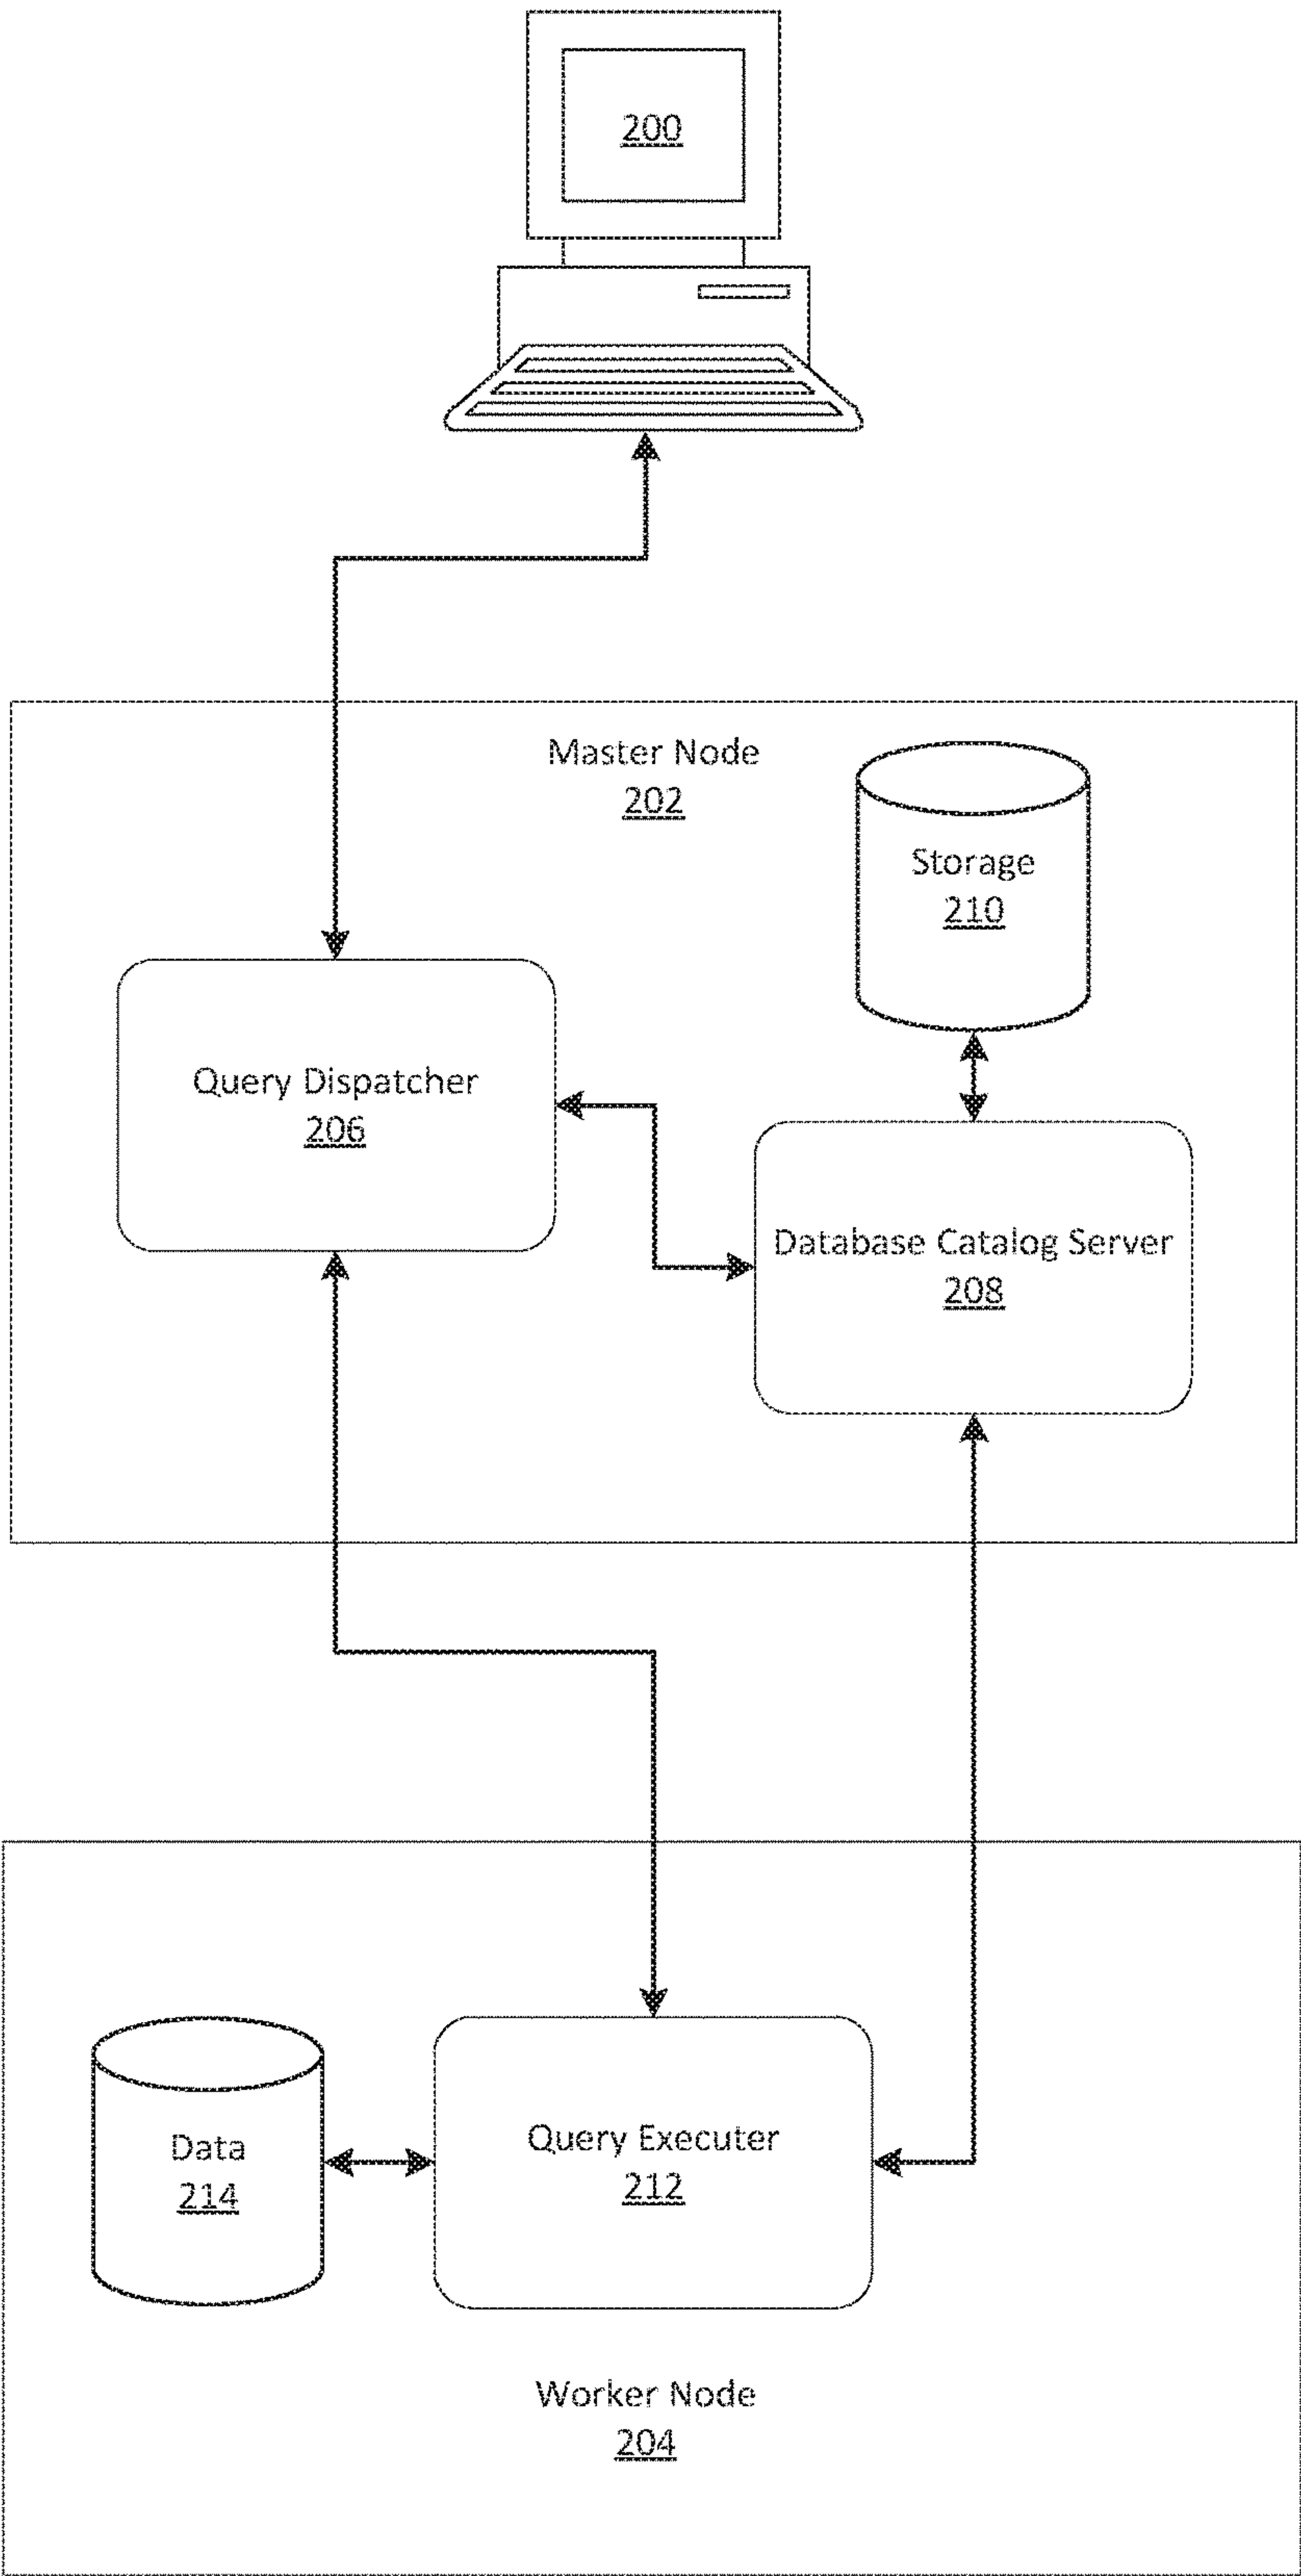 200
Master Node
202
Storage
210
Query Dispatcher
206
Database Catalog Server
208
Data
214
Query Executer
212
Worker Node
204